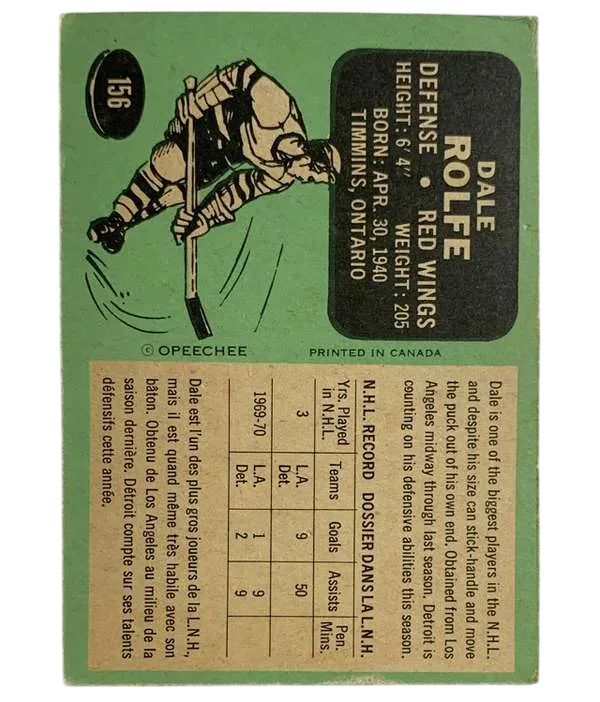 156
DALE
ROLFE
DEFENSE • RED WINGS
HEIGHT: 6'4" WEIGHT: 205
BORN: APR. 30, 1940
TIMMINS, ONTARIO
© OPEECHEE PRINTED IN CANADA
Dale is one of the biggest players in the N.H.L.
and despite his size can stick-handle and move
the puck out of his own end. Obtained from Los
Angeles midway through last season. Detroit is
counting on his defensive abilities this season.
N.H.L. RECORD DOSSIER DANS LA L.N.H.
Yrs. Played in N.H.L. Teams Goals Assists Pen. Mins.
3 L.A. 9 50
Det.
1969-70 L.A. 1 9
Det. 2 9
Dale est l'un des plus gros joueurs de la L.N.H.,
mais il est quand même très habile avec son
bâton. Obtenu de Los Angeles au milieu de la
saison dernière. Détroit compte sur ses talents
défensifs cette année.